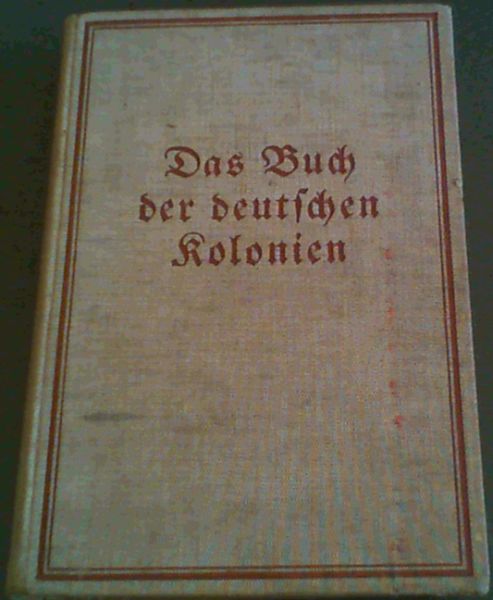 Das Buch
der deutſchen
Kolonien